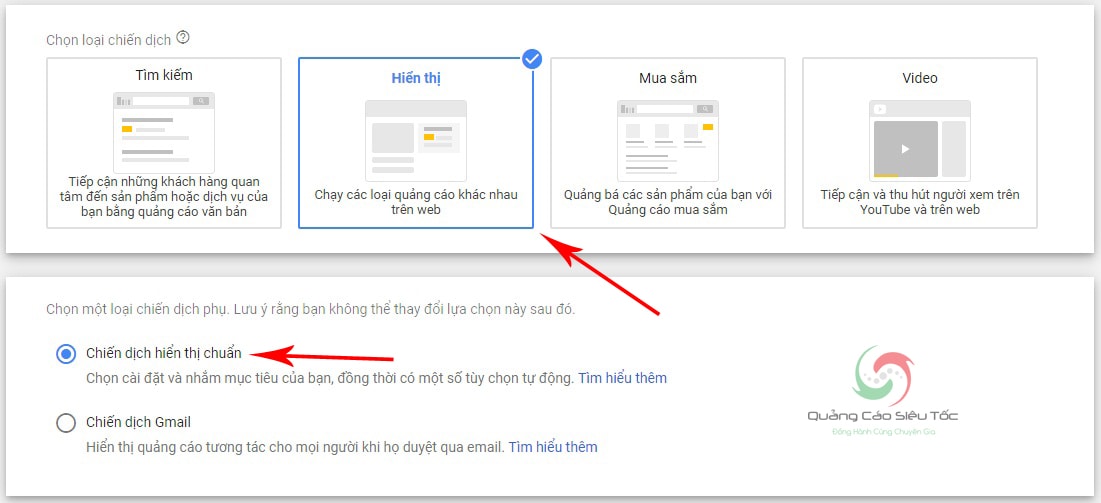 Chọn loại chiến dịch
Tìm kiếm
Tiếp cận những khách hàng quan
tâm đến sản phẩm hoặc dịch vụ của
bạn bằng quảng cáo văn bản
Hiển thị
Chạy các loại quảng cáo khác nhau
trên web
Mua sắm
Quảng bá các sản phẩm của bạn với
Quảng cáo mua sắm
Video
Tiếp cận và thu hút người xem trên
YouTube và trên web
Chọn một loại chiến dịch phụ. Lưu ý rằng bạn không thể thay đổi lựa chọn này sau đó.
Chiến dịch hiển thị chuẩn
Chọn cài đặt và nhắm mục tiêu của bạn, đồng thời có một số tùy chọn tự động. Tìm hiểu thêm
Chiến dịch Gmail
Hiển thị quảng cáo tương tác cho mọi người khi họ duyệt qua email. Tìm hiểu thêm
Quảng Cáo Siêu Tốc
Đồng Hành Cùng Chuyên Gia